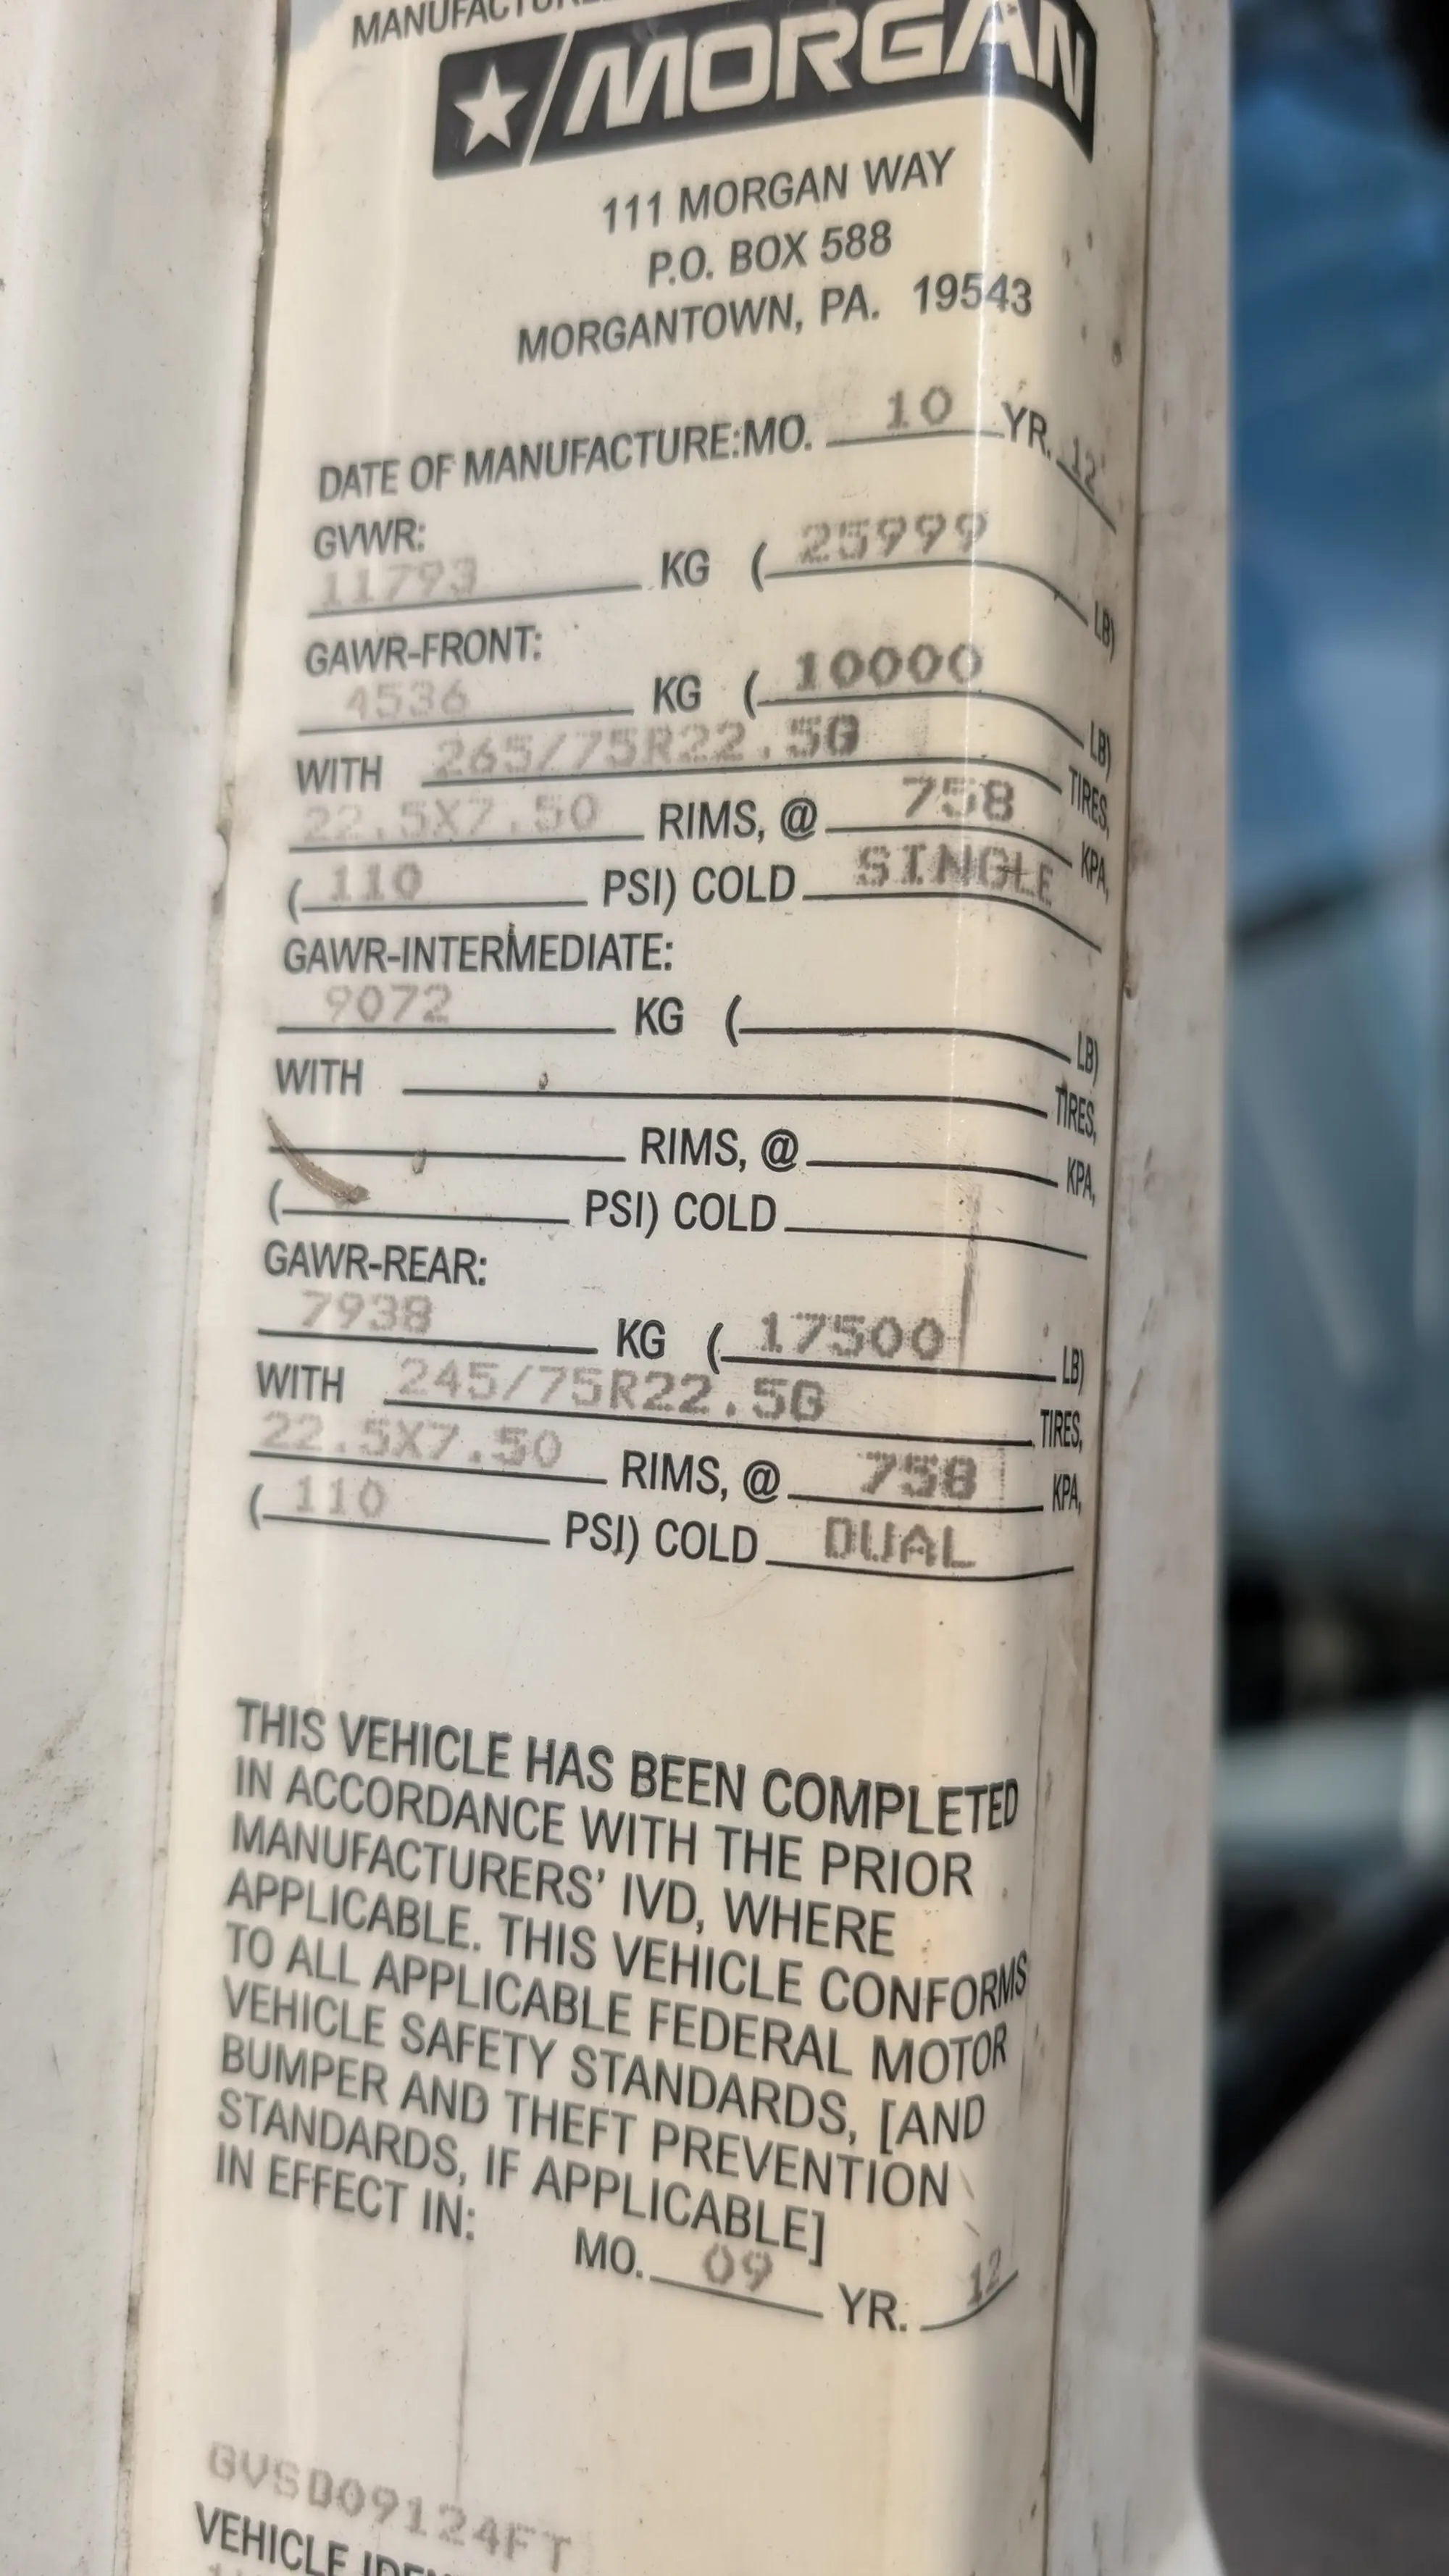 MANUFACTURE
MORGAN
111 MORGAN WAY
P.O. BOX 588
MORGANTOWN, PA. 19543
DATE OF MANUFACTURE:MO. 10 YR. 12
GVWR:
11793 KG ( 25999 LB)
GAWR-FRONT:
4536 KG ( 10000 LB)
WITH 265/75R22.5G TIRES,
22.5X7.50 RIMS, @ 758 KPA,
( 110 PSI) COLD SINGLE
GAWR-INTERMEDIATE:
9072 KG ( LB)
WITH TIRES,
RIMS, @ KPA,
( PSI) COLD
GAWR-REAR:
7938 KG ( 17500 LB)
WITH 245/75R22.5G TIRES,
22.5X7.50 RIMS, @ 758 KPA,
( 110 PSI) COLD DUAL
THIS VEHICLE HAS BEEN COMPLETED
IN ACCORDANCE WITH THE PRIOR
MANUFACTURERS' IVD, WHERE
APPLICABLE. THIS VEHICLE CONFORMS
TO ALL APPLICABLE FEDERAL MOTOR
VEHICLE SAFETY STANDARDS, [AND
BUMPER AND THEFT PREVENTION
STANDARDS, IF APPLICABLE]
IN EFFECT IN: MO. 09 YR. 12
GVSD09124FT
VEHICLE